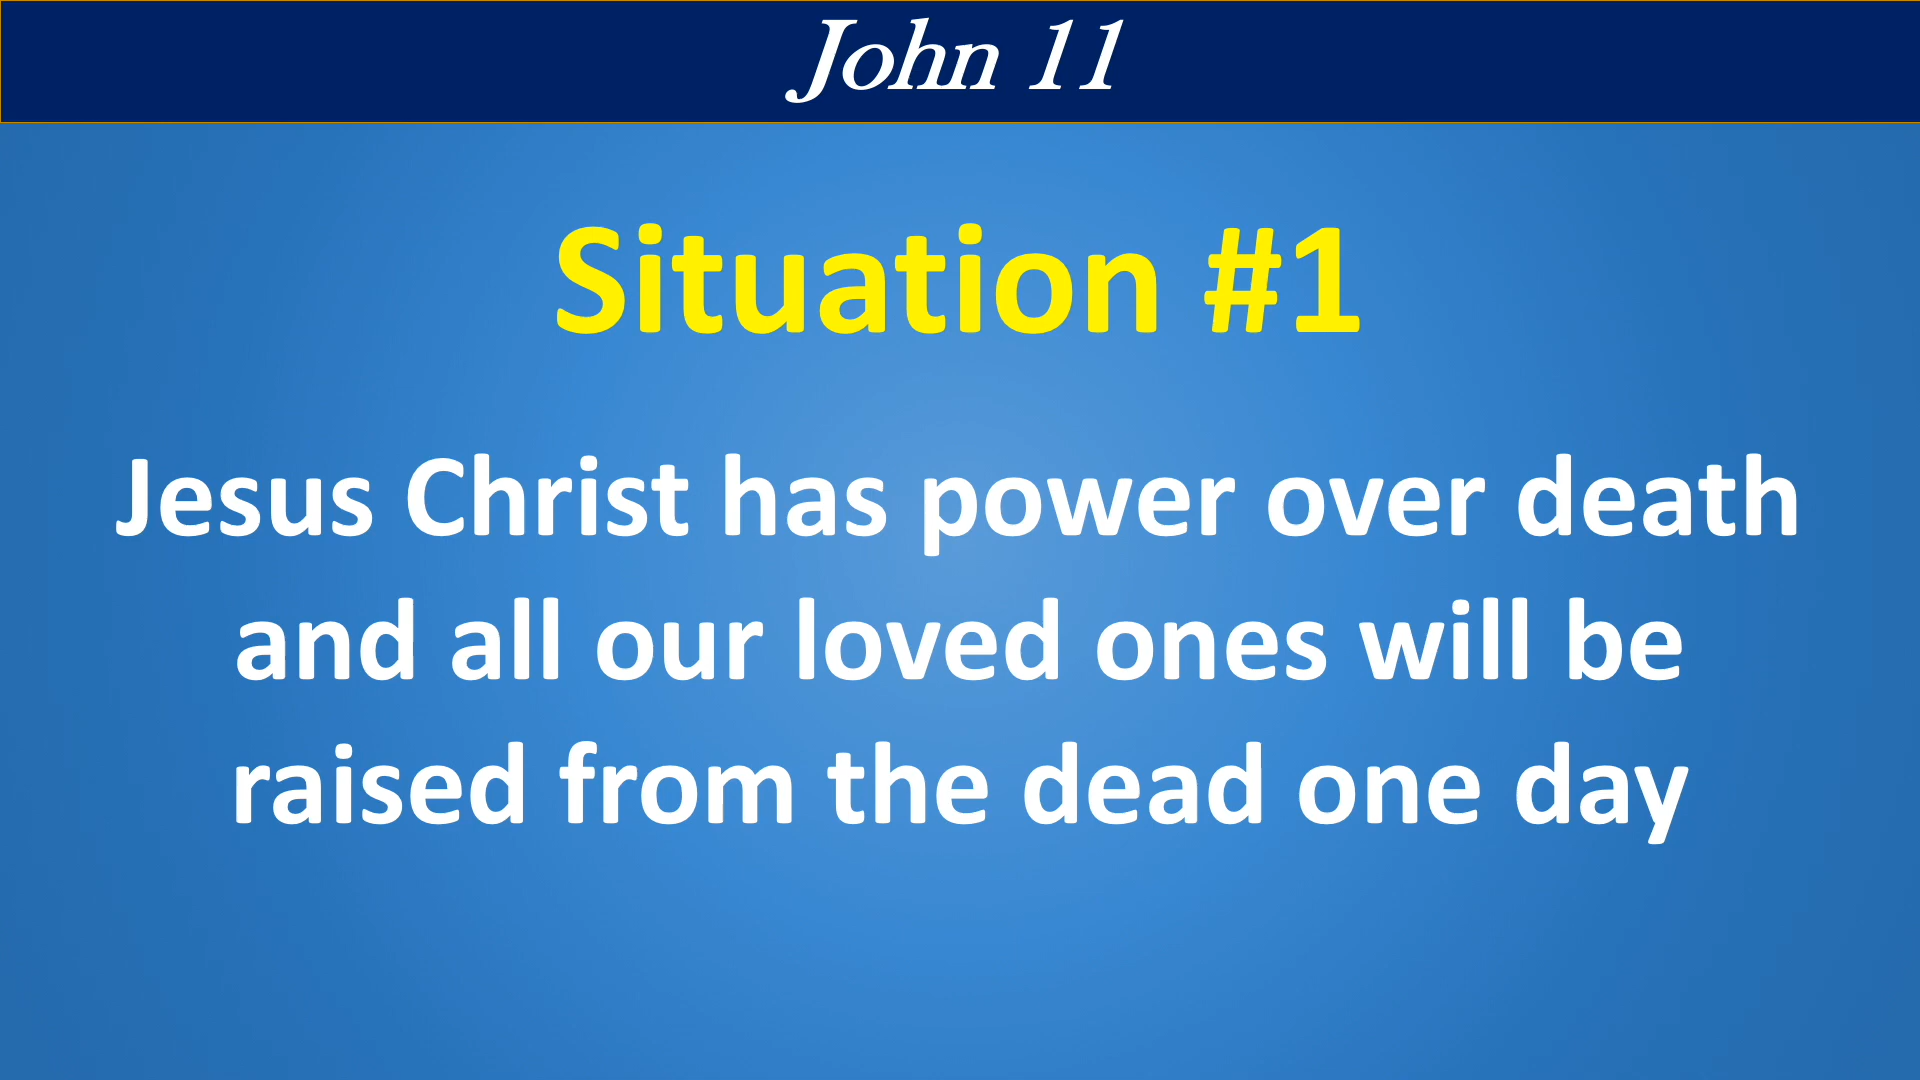 John 11
Situation #1
Jesus Christ has power over death
and all our loved ones will be
raised from the dead one day